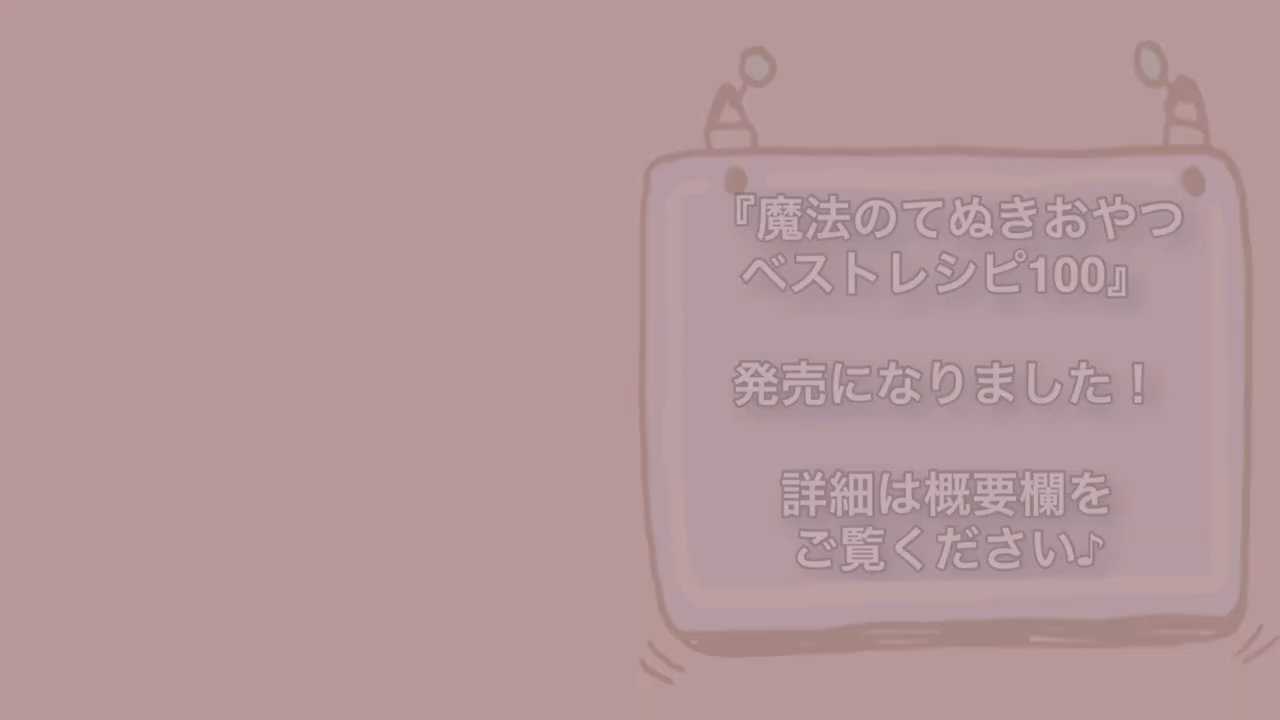 『魔法のてぬきおやつ
ベストレシピ100』
発売になりました！
詳細は概要欄を
ご覧ください♪